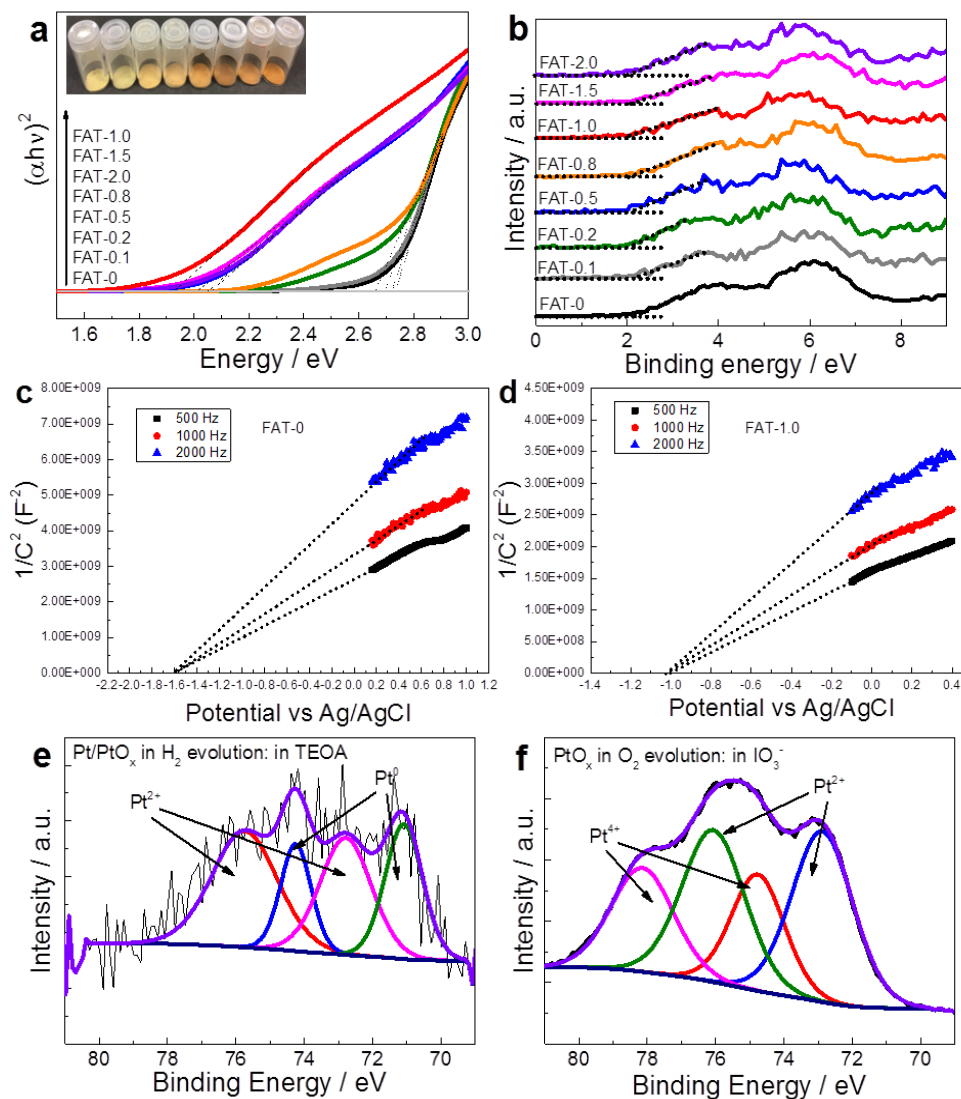 a
(αhν)²
FAT-1.0
FAT-1.5
FAT-2.0
FAT-0.8
FAT-0.5
FAT-0.2
FAT-0.1
FAT-0
1.6 1.8 2.0 2.2 2.4 2.6 2.8 3.0
Energy / eV
b
Intensity / a.u.
FAT-2.0
FAT-1.5
FAT-1.0
FAT-0.8
FAT-0.5
FAT-0.2
FAT-0.1
FAT-0
0 2 4 6 8
Binding energy / eV
c
1/C² (F⁻²)
8.00E+009
7.00E+009
6.00E+009
5.00E+009
4.00E+009
3.00E+009
2.00E+009
1.00E+009
0.00E+000
500 Hz
1000 Hz
2000 Hz
FAT-0
-2.2 -2.0 -1.8 -1.6 -1.4 -1.2 -1.0 -0.8 -0.6 -0.4 -0.2 0.0 0.2 0.4 0.6 0.8 1.0 1.2
Potential vs Ag/AgCl
d
1/C² (F⁻²)
4.50E+009
4.00E+009
3.50E+009
3.00E+009
2.50E+009
2.00E+009
1.50E+009
1.00E+009
5.00E+008
0.00E+000
500 Hz
1000 Hz
2000 Hz
FAT-1.0
-1.4 -1.2 -1.0 -0.8 -0.6 -0.4 -0.2 0.0 0.2 0.4
Potential vs Ag/AgCl
e
Pt/PtOₓ in H₂ evolution: in TEOA
Pt²⁺
Pt⁰
Intensity / a.u.
80 78 76 74 72 70
Binding Energy / eV
f
PtOₓ in O₂ evolution: in IO₃⁻
Pt²⁺
Pt⁴⁺
Intensity / a.u.
80 78 76 74 72 70
Binding Energy / eV